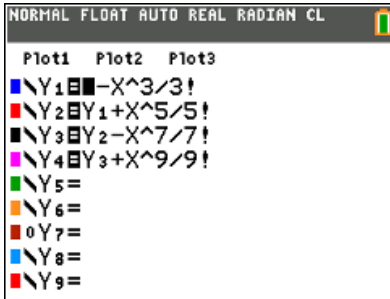 NORMAL FLOAT AUTO REAL RADIAN CL
Plot1 Plot2 Plot3
\Y₁=-X^3/3!
\Y₂=Y₁+X^5/5!
\Y₃=Y₂-X^7/7!
\Y₄=Y₃+X^9/9!
\Y₅=
\Y₆=
0Y₇=
\Y₈=
\Y₉=